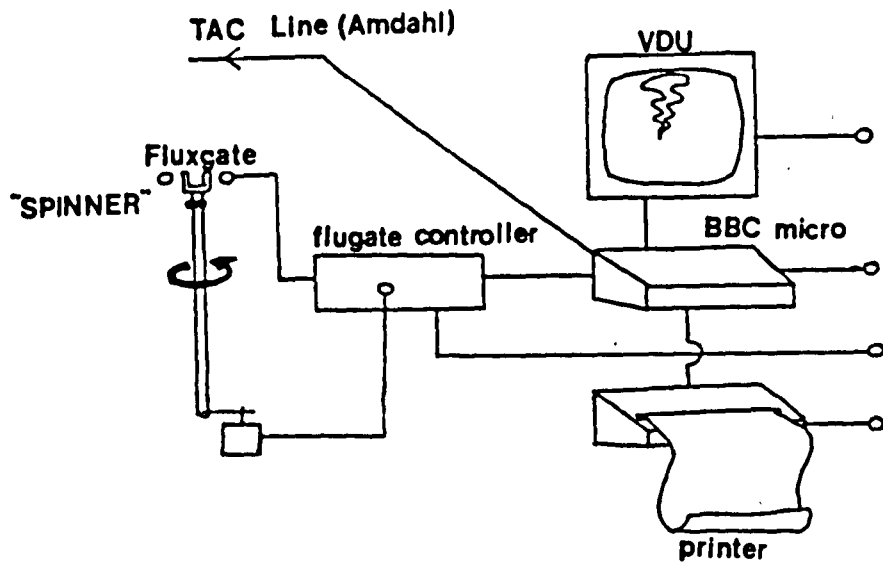 TAC Line (Amdahl)
VDU
Fluxcate
"SPINNER"
flugate controller
BBC micro
printer